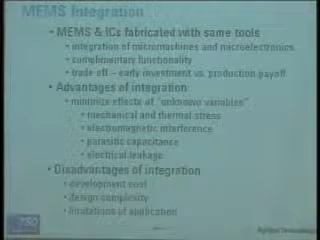 MEMS Integration
• MEMS & ICs fabricated with same tools
• integration of micromachines and microelectronics
• complimentary functionality
• trade off – early investment vs. production payoff
• Advantages of integration
• minimize effects of "unknown variables"
• mechanical and thermal stress
• electromagnetic interference
• parasitic capacitance
• electrical leakage
• Disadvantages of integration
• development cost
• design complexity
• limitations of application